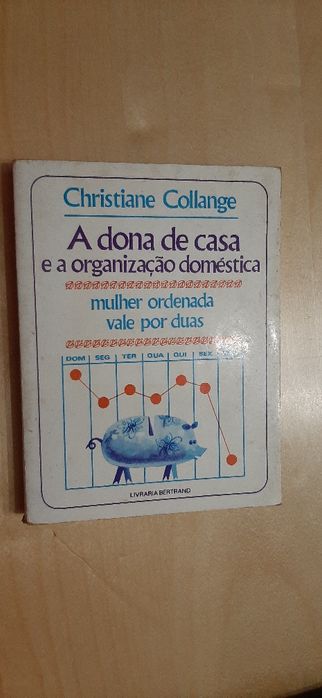 Christiane Collange
A dona de casa
e a organização doméstica
mulher ordenada
vale por duas
DOM SEG TER QUA QUI SEX
LIVRARIA BERTRAND